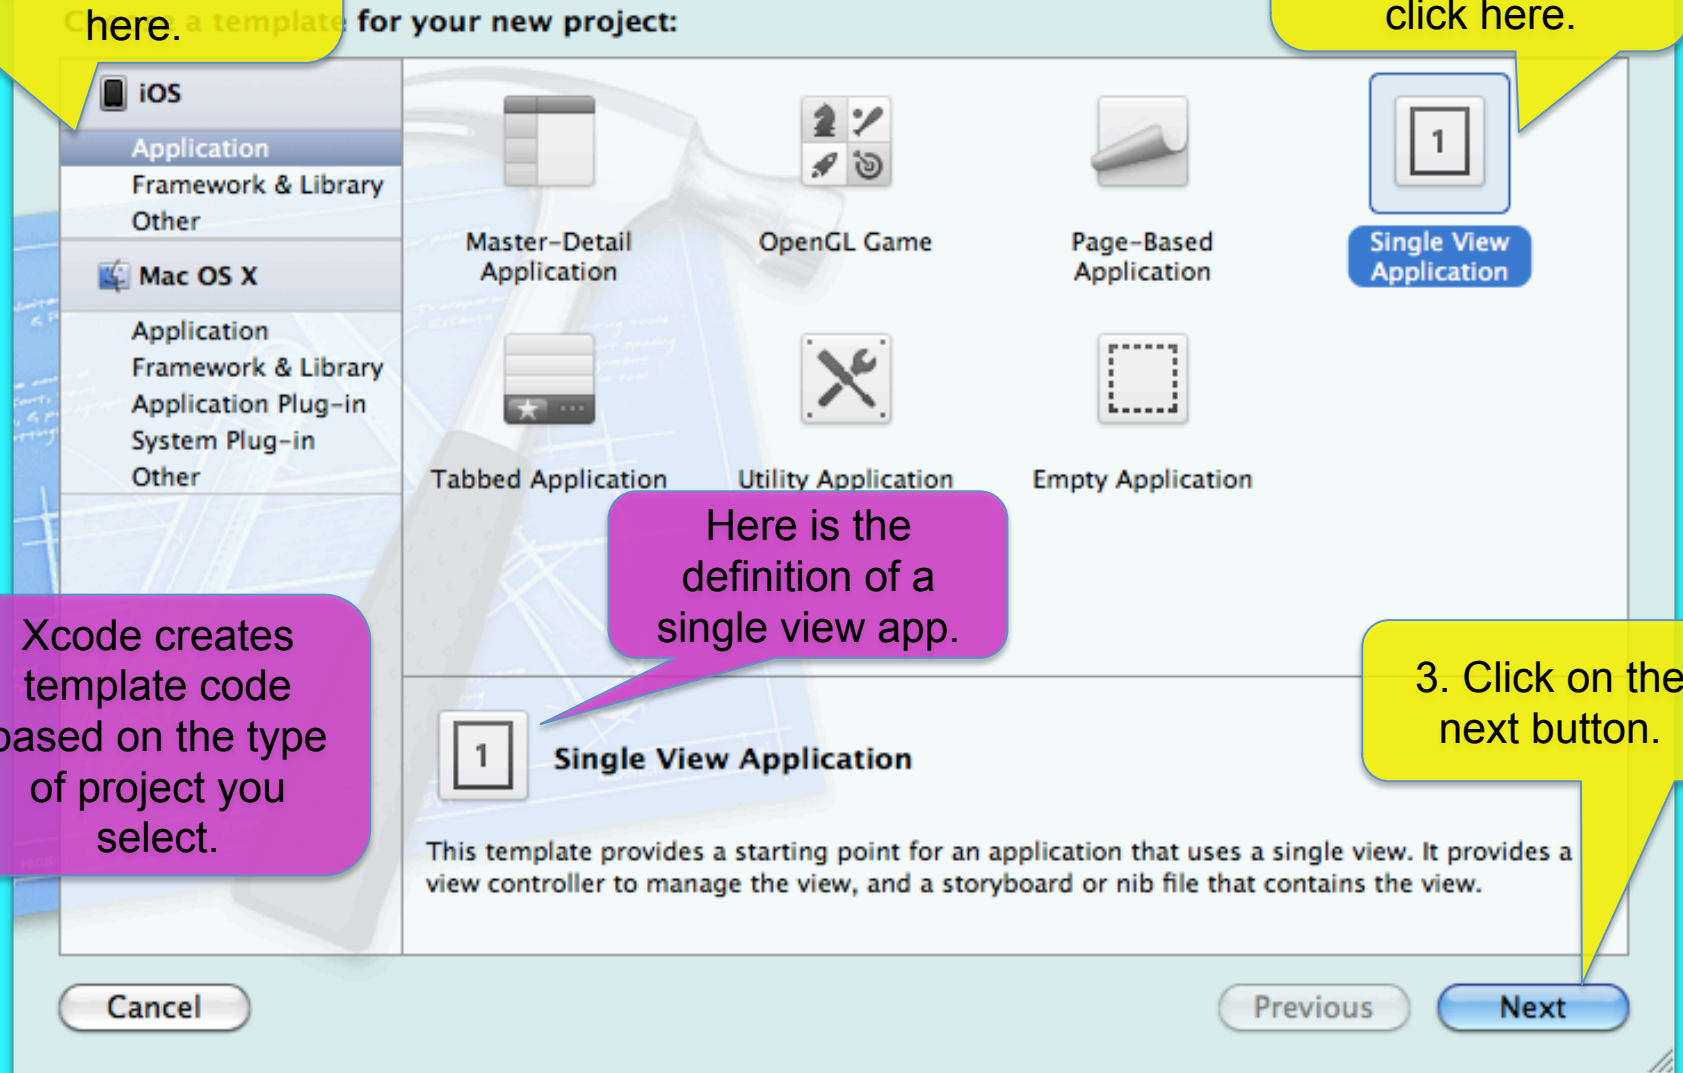 here.
click here.
a template for your new project:
iOS
Application
Framework & Library
Other
Mac OS X
Application
Framework & Library
Application Plug-in
System Plug-in
Other
1
Master-Detail
Application
OpenGL Game
Page-Based
Application
Single View
Application
Tabbed Application
Utility Application
Empty Application
Here is the
definition of a
single view app.
Xcode creates
template code
based on the type
of project you
select.
3. Click on the
next button.
1
Single View Application
This template provides a starting point for an application that uses a single view. It provides a
view controller to manage the view, and a storyboard or nib file that contains the view.
Cancel
Previous
Next